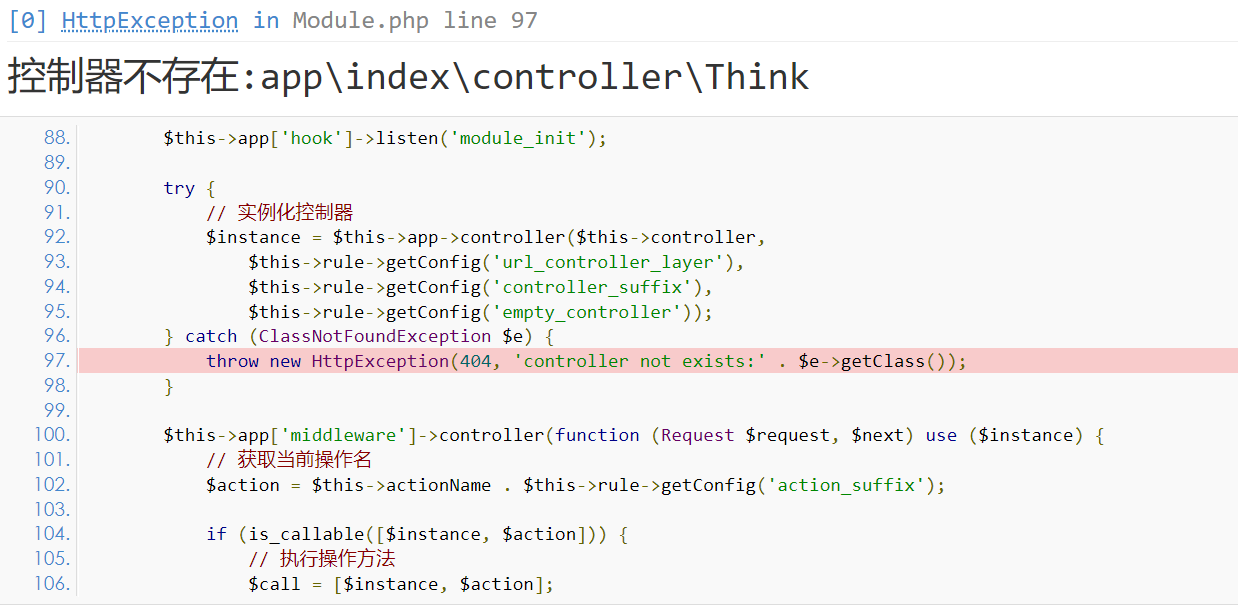 [0] HttpException in Module.php line 97
控制器不存在:app\index\controller\Think
88.         $this->app['hook']->listen('module_init');
89.
90.         try {
91.             // 实例化控制器
92.             $instance = $this->app->controller($this->controller,
93.                 $this->rule->getConfig('url_controller_layer'),
94.                 $this->rule->getConfig('controller_suffix'),
95.                 $this->rule->getConfig('empty_controller'));
96.         } catch (ClassNotFoundException $e) {
97.             throw new HttpException(404, 'controller not exists:' . $e->getClass());
98.         }
99.
100.         $this->app['middleware']->controller(function (Request $request, $next) use ($instance) {
101.             // 获取当前操作名
102.             $action = $this->actionName . $this->rule->getConfig('action_suffix');
103.
104.             if (is_callable([$instance, $action])) {
105.                 // 执行操作方法
106.                 $call = [$instance, $action];